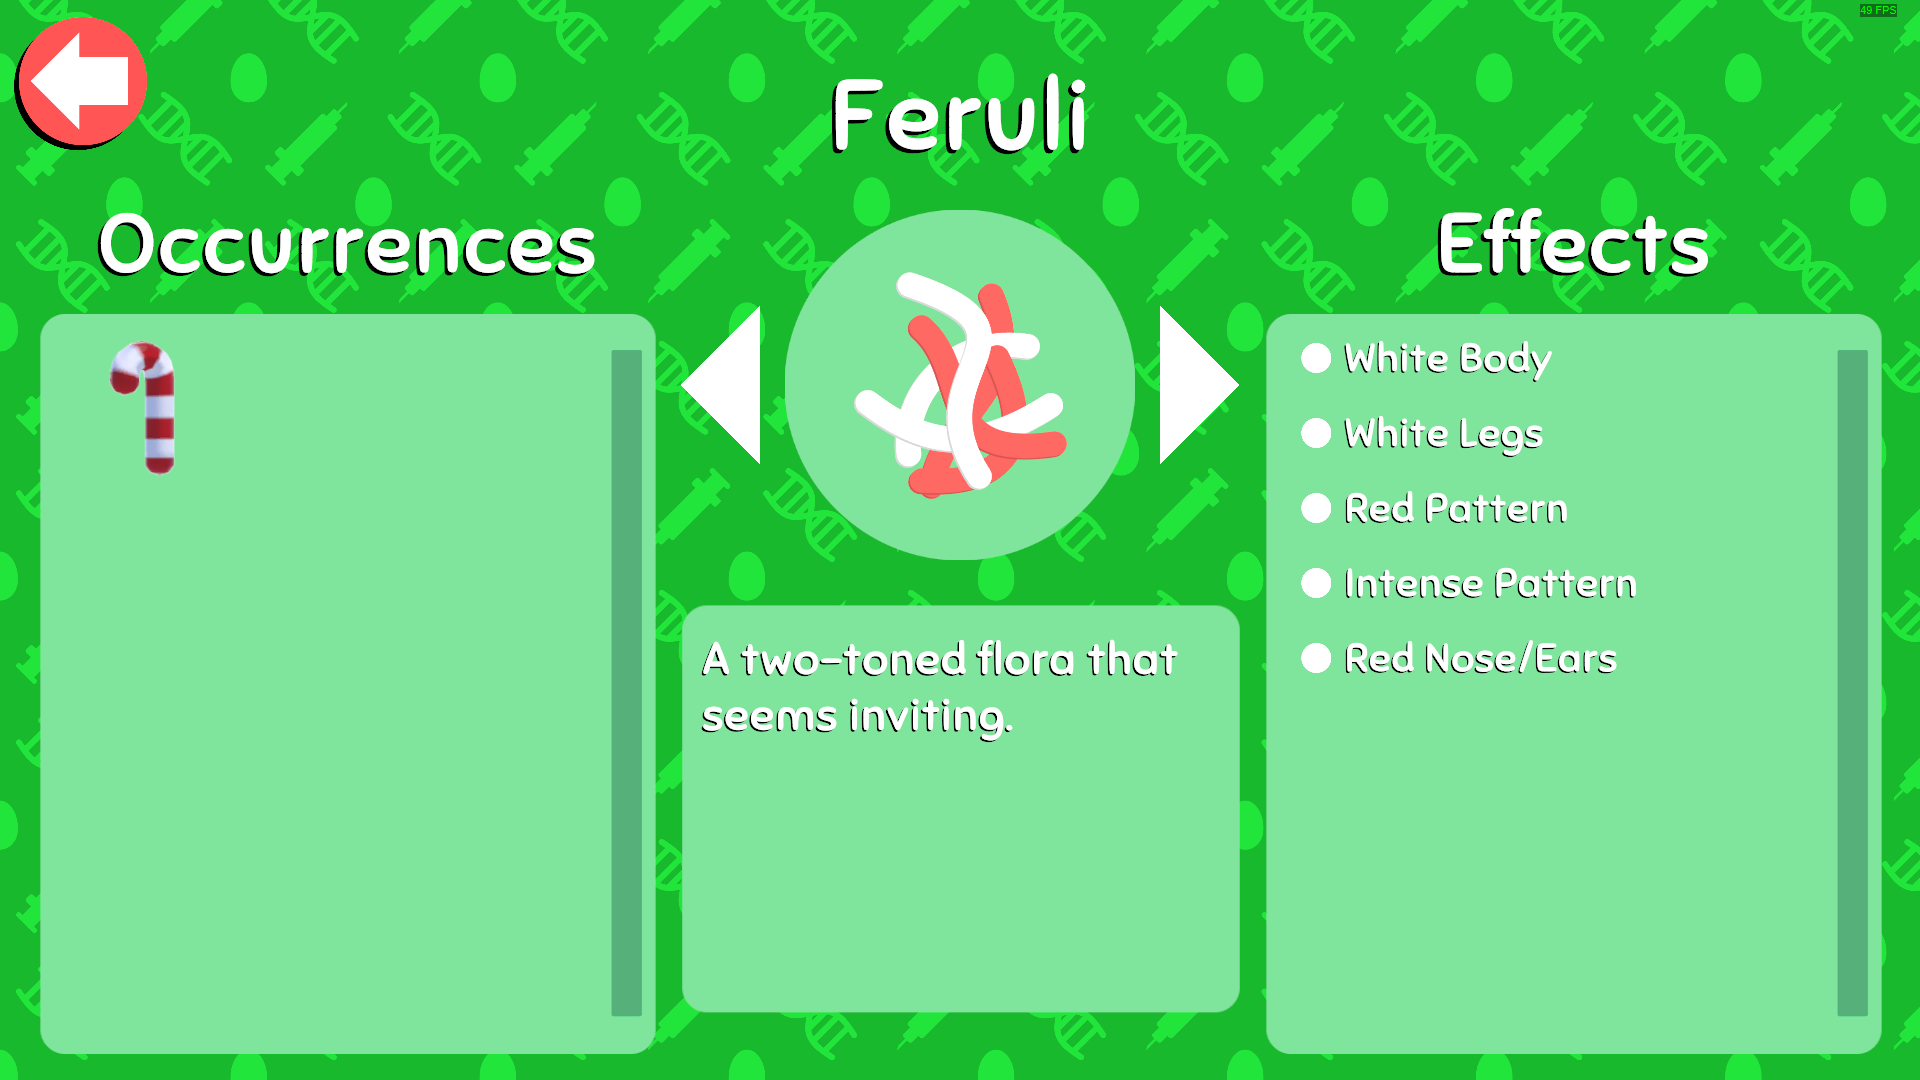 49 FPS
Feruli
Occurrences
Effects
White Body
White Legs
Red Pattern
Intense Pattern
Red Nose/Ears
A two-toned flora that
seems inviting.